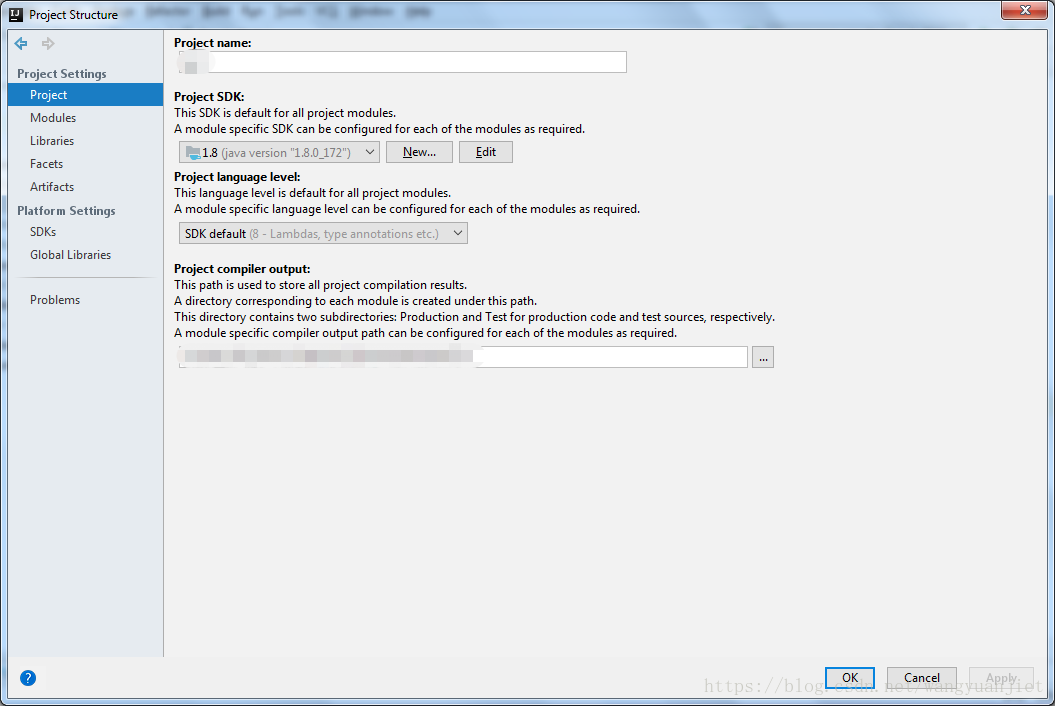 Project Structure
Project name:
Project Settings
Project
Modules
Libraries
Facets
Artifacts
Platform Settings
SDKs
Global Libraries
Problems
Project SDK:
This SDK is default for all project modules.
A module specific SDK can be configured for each of the modules as required.
1.8 (java version "1.8.0_172") New... Edit
Project language level:
This language level is default for all project modules.
A module specific language level can be configured for each of the modules as required.
SDK default (8 - Lambdas, type annotations etc.)
Project compiler output:
This path is used to store all project compilation results.
A directory corresponding to each module is created under this path.
This directory contains two subdirectories: Production and Test for production code and test sources, respectively.
A module specific compiler output path can be configured for each of the modules as required.
...
? OK Cancel Apply
https://blog.csdn.net/wangyuanjiet